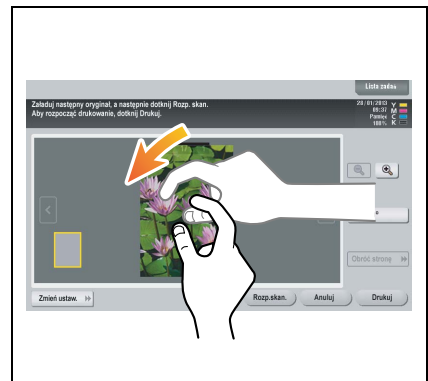 Lista zadań
Załaduj następny oryginał, a następnie dotknij Rozp. skan.
Aby rozpocząć drukowanie, dotknij Drukuj.
20/01/2013
09:37
Pamięć
100%
Y
M
C
K
Obróć stronę
Zmień ustaw.
Rozp.skan.
Anuluj
Drukuj